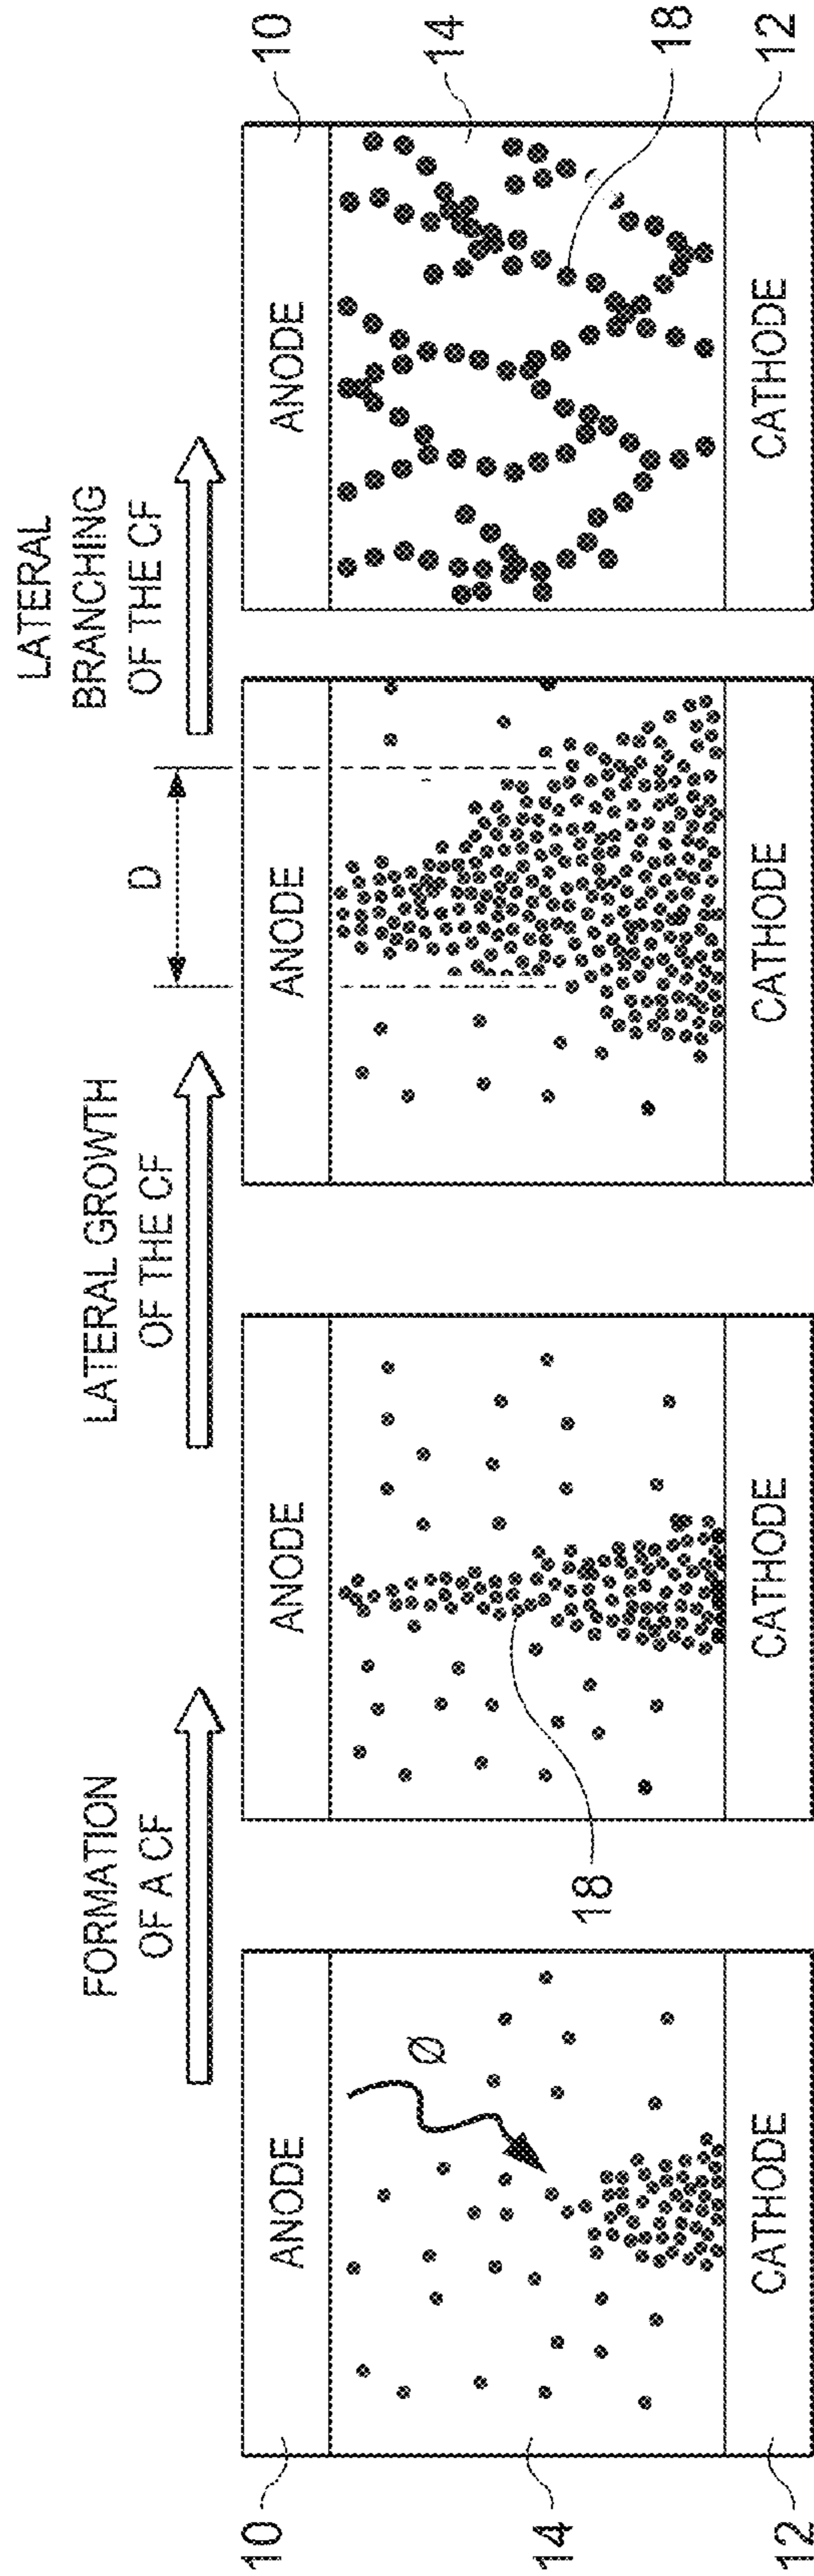 FORMATION
OF A CF
LATERAL GROWTH
OF THE CF
LATERAL
BRANCHING
OF THE CF
D
10
ANODE
ANODE
ANODE
ANODE
10
Ø
14
14
18
18
12
CATHODE
CATHODE
CATHODE
CATHODE
12